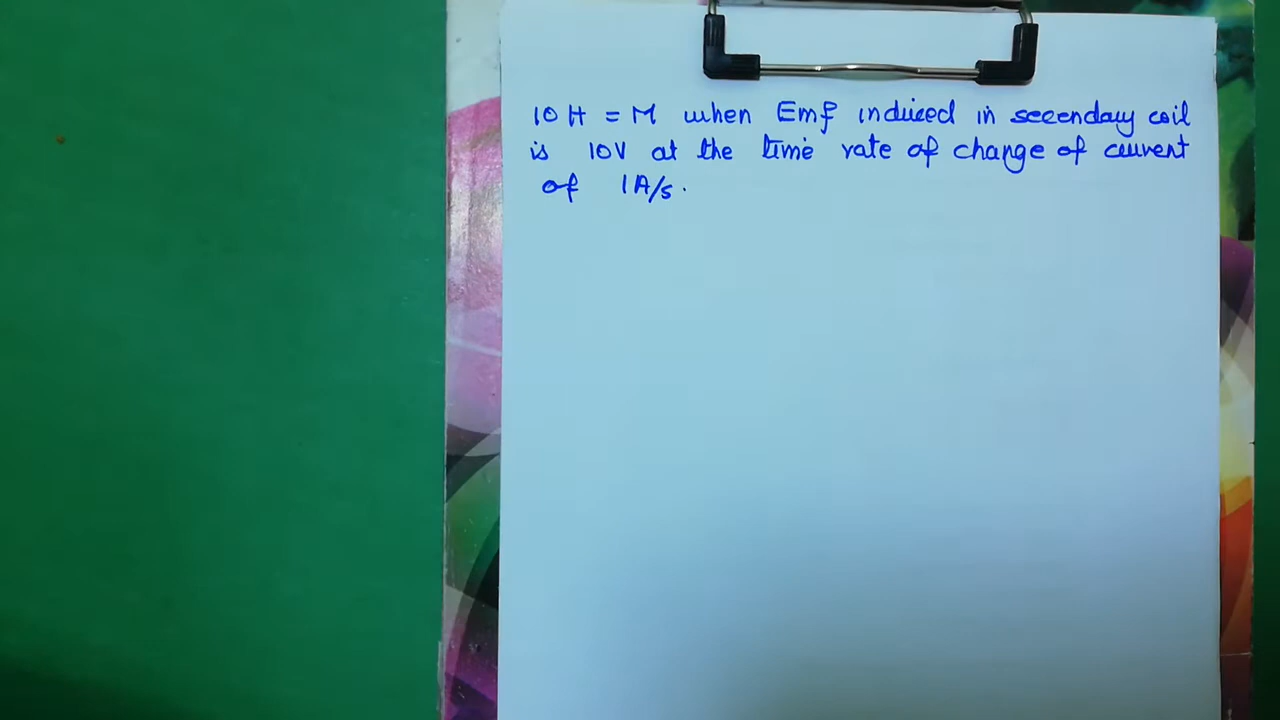 10 H = M when Emf induced in secondary coil
is 10V at the time rate of change of current
of 1A/s.